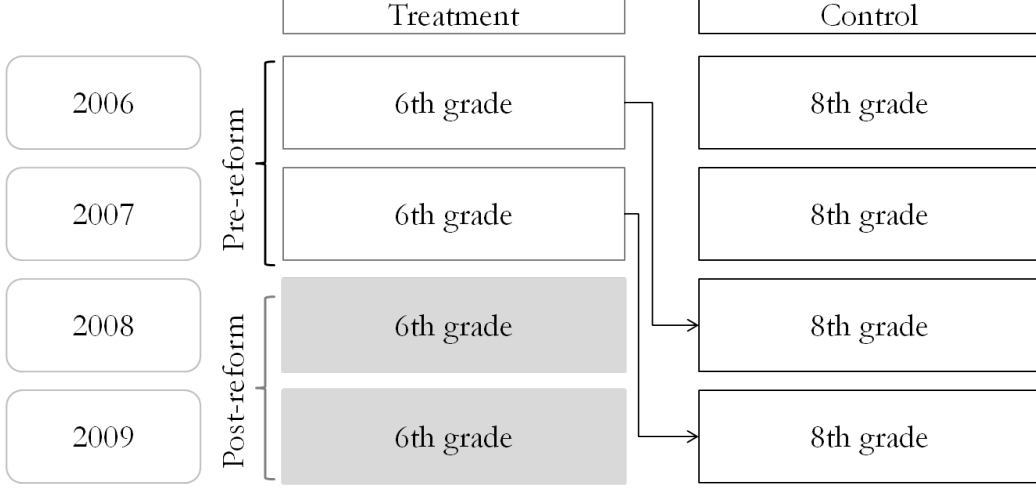 Treatment
Control
2006
6th grade
8th grade
Pre-reform
2007
6th grade
8th grade
2008
6th grade
8th grade
Post-reform
2009
6th grade
8th grade